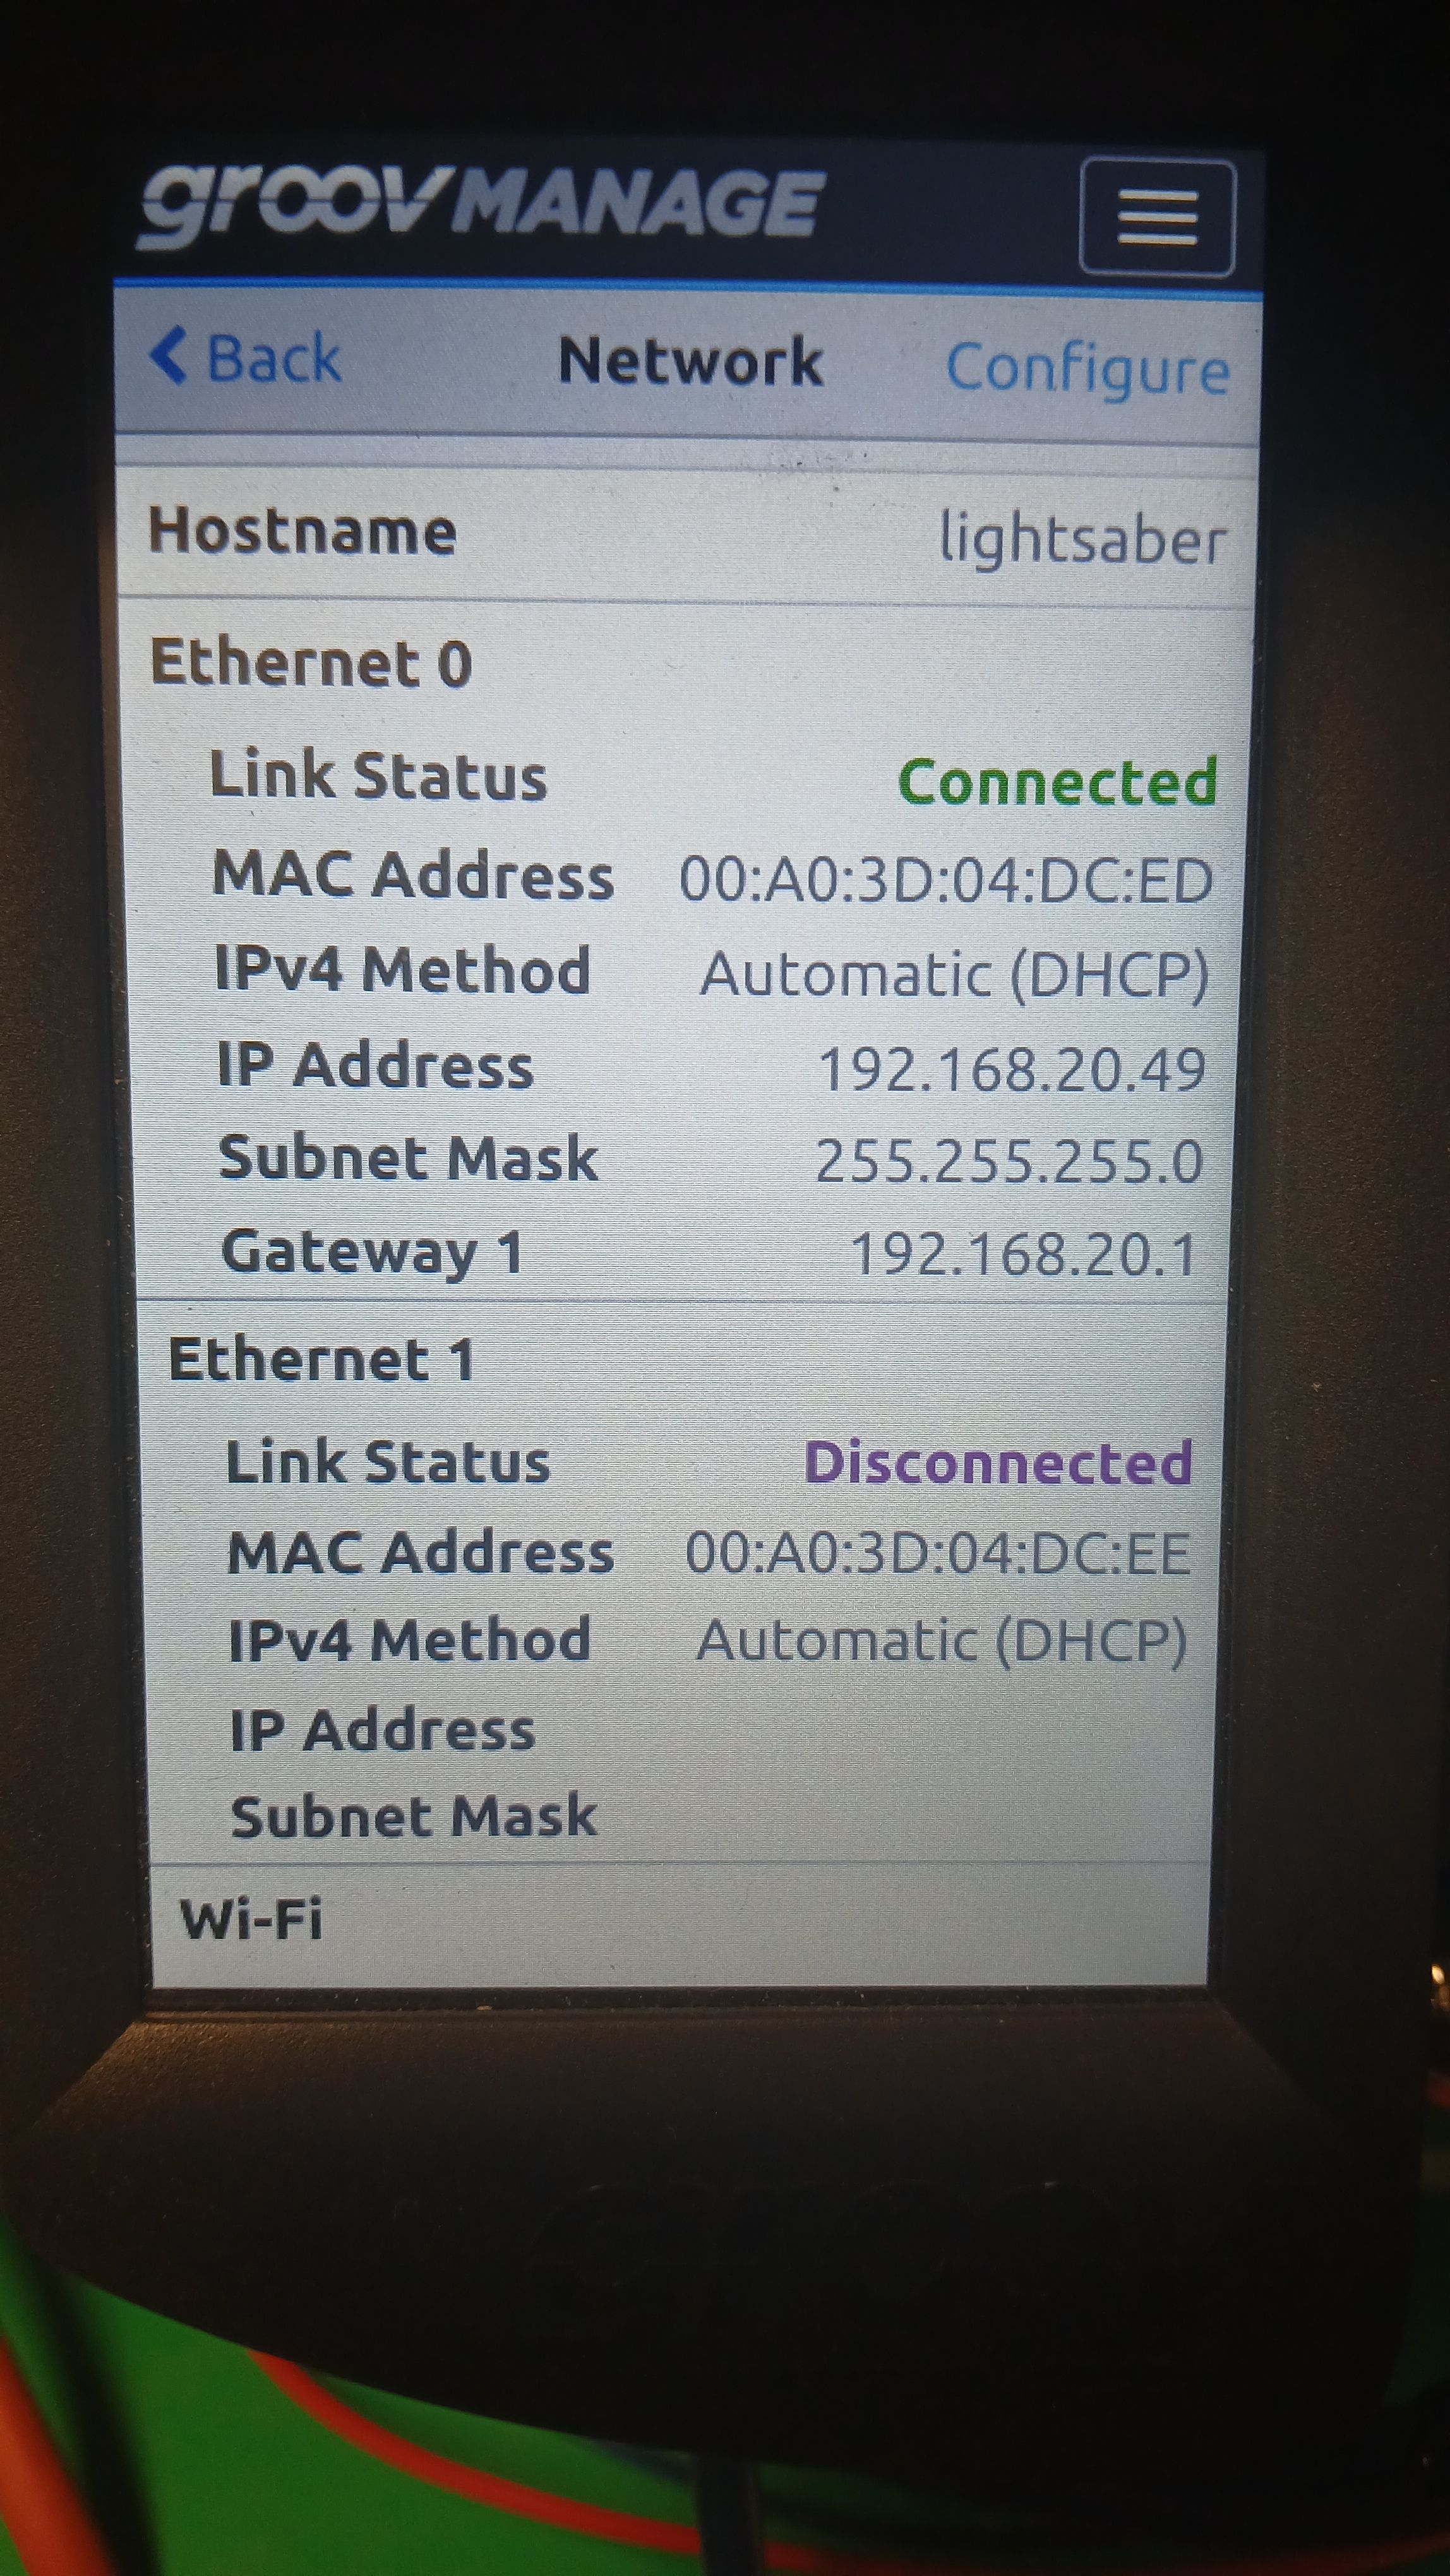 groov MANAGE
Back Network Configure
Hostname lightsaber
Ethernet 0
Link Status Connected
MAC Address 00:A0:3D:04:DC:ED
IPv4 Method Automatic (DHCP)
IP Address 192.168.20.49
Subnet Mask 255.255.255.0
Gateway 1 192.168.20.1
Ethernet 1
Link Status Disconnected
MAC Address 00:A0:3D:04:DC:EE
IPv4 Method Automatic (DHCP)
IP Address
Subnet Mask
Wi-Fi